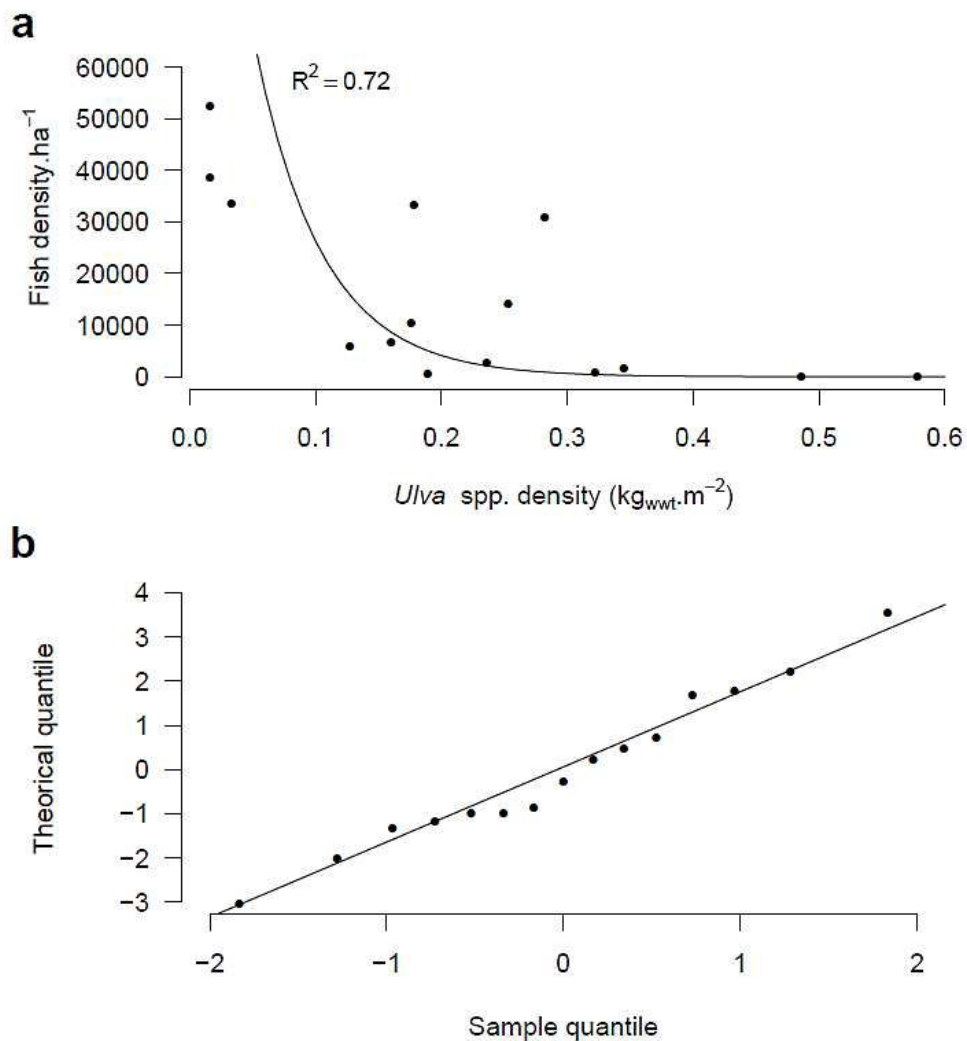 a
R² = 0.72
Fish density.ha⁻¹
60000
50000
40000
30000
20000
10000
0
0.0 0.1 0.2 0.3 0.4 0.5 0.6
Ulva spp. density (kgwwt.m⁻²)
b
Theorical quantile
4
3
2
1
0
−1
−2
−3
−2 −1 0 1 2
Sample quantile